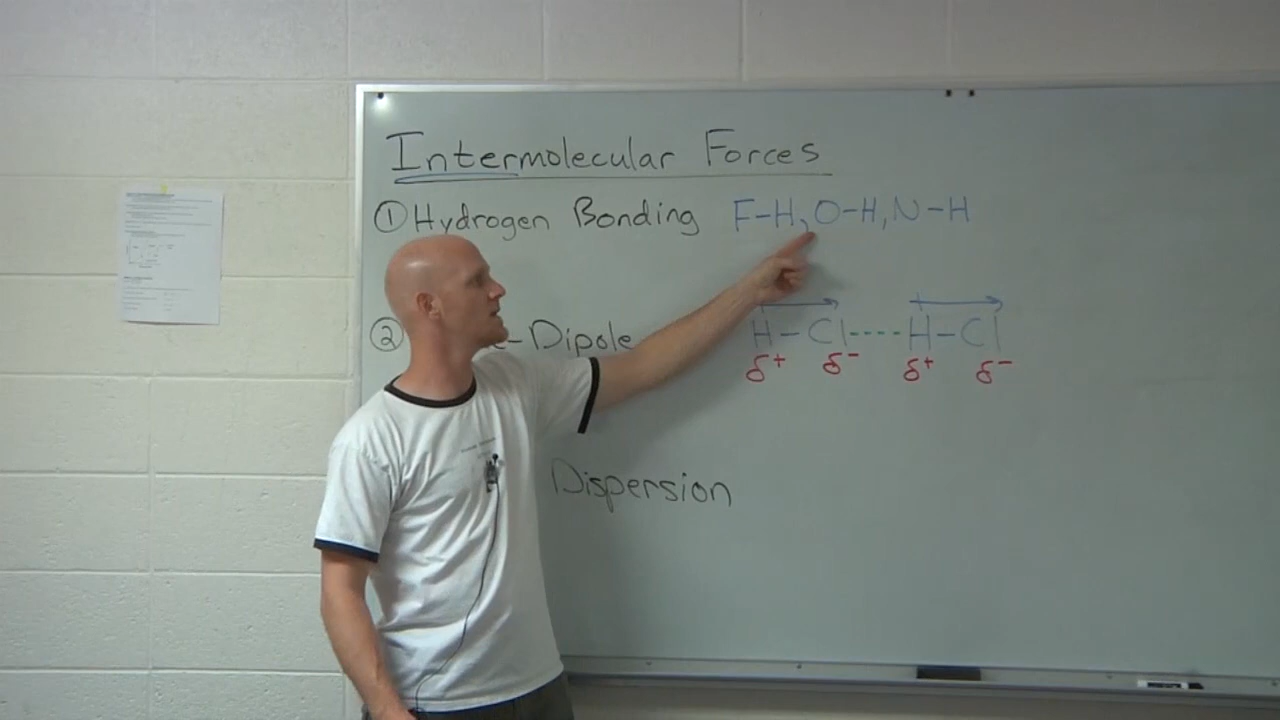 Intermolecular Forces
① Hydrogen Bonding F-H, O-H, N-H
② -Dipole H-Cl----H-Cl
δ+ δ- δ+ δ-
Dispersion